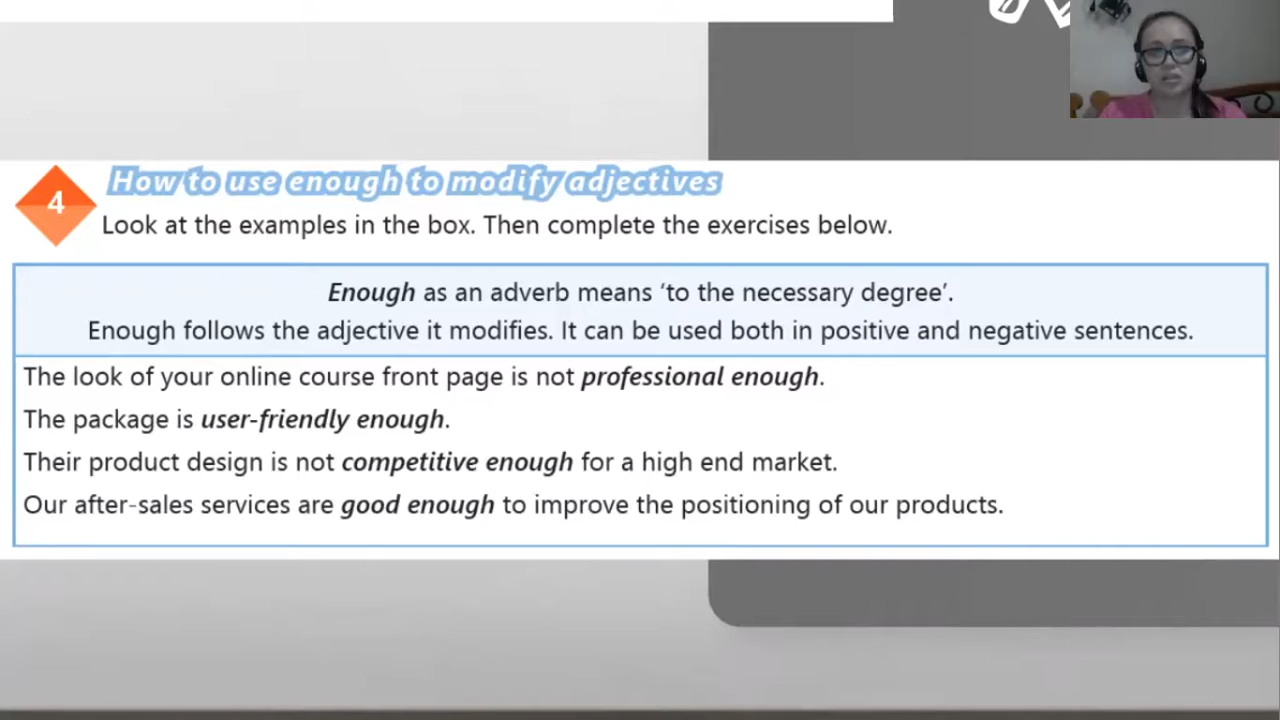 4
How to use enough to modify adjectives
Look at the examples in the box. Then complete the exercises below.
Enough as an adverb means ‘to the necessary degree’.
Enough follows the adjective it modifies. It can be used both in positive and negative sentences.
The look of your online course front page is not professional enough.
The package is user-friendly enough.
Their product design is not competitive enough for a high end market.
Our after-sales services are good enough to improve the positioning of our products.